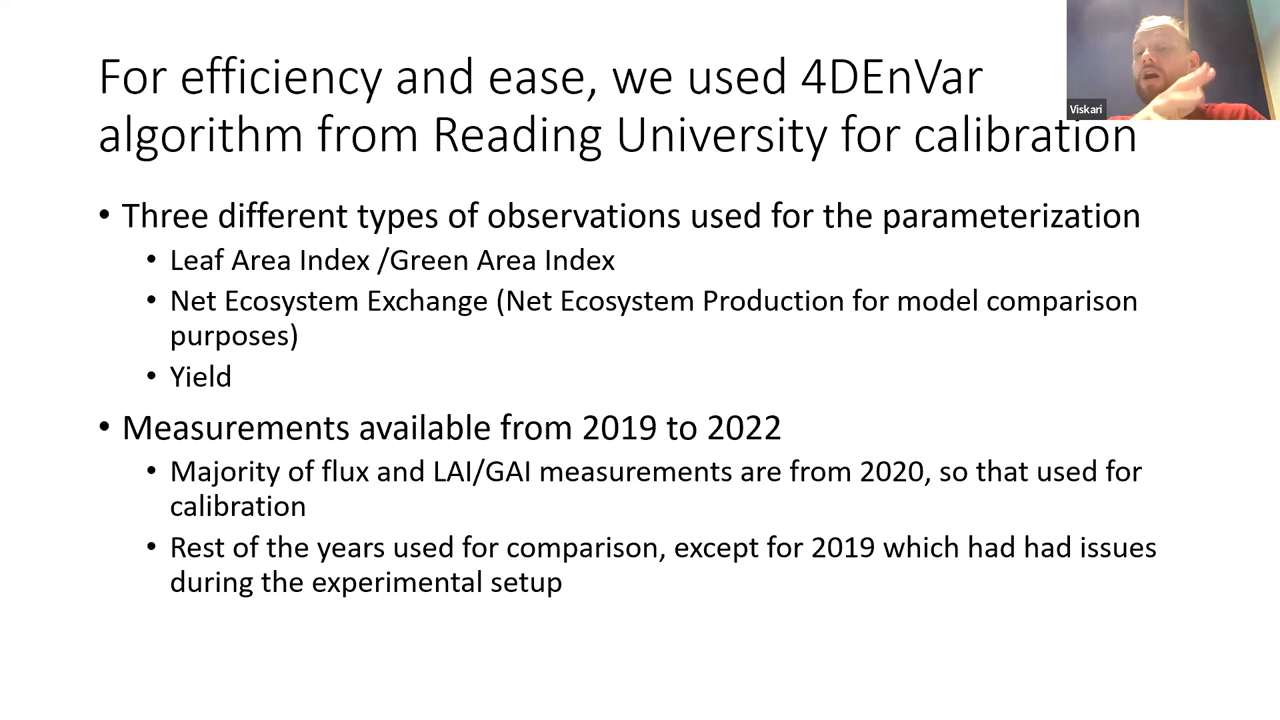 For efficiency and ease, we used 4DEnVar
algorithm from Reading University for calibration
Viskari
• Three different types of observations used for the parameterization
• Leaf Area Index /Green Area Index
• Net Ecosystem Exchange (Net Ecosystem Production for model comparison
purposes)
• Yield
• Measurements available from 2019 to 2022
• Majority of flux and LAI/GAI measurements are from 2020, so that used for
calibration
• Rest of the years used for comparison, except for 2019 which had had issues
during the experimental setup